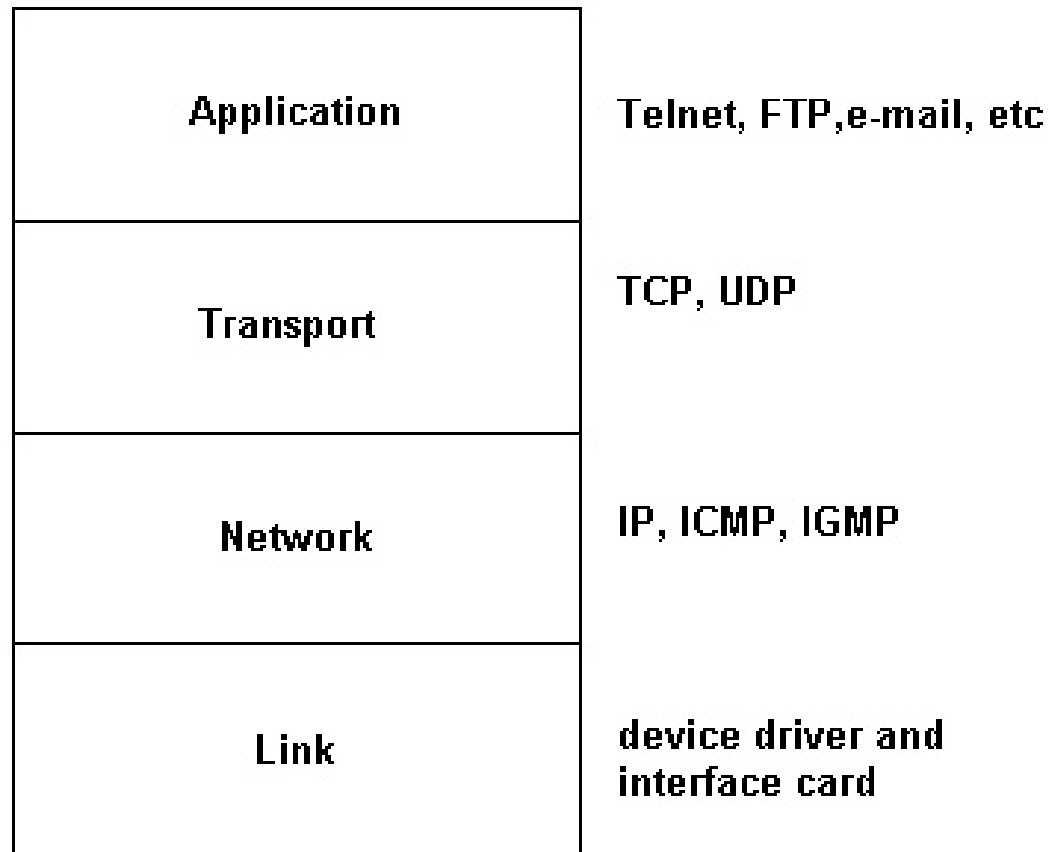 Application
Telnet, FTP,e-mail, etc
Transport
TCP, UDP
Network
IP, ICMP, IGMP
Link
device driver and
interface card